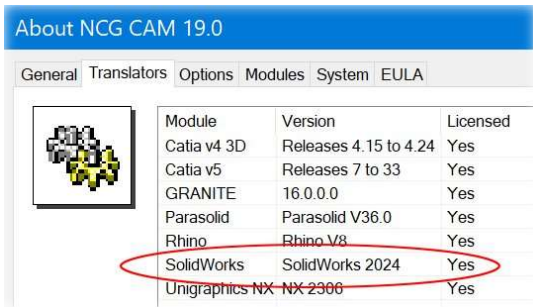 About NCG CAM 19.0
General Translators Options Modules System EULA
Module Version Licensed
Catia v4 3D Releases 4.15 to 4.24 Yes
Catia v5 Releases 7 to 33 Yes
GRANITE 16.0.0.0 Yes
Parasolid Parasolid V36.0 Yes
Rhino Rhino V8 Yes
SolidWorks SolidWorks 2024 Yes
Unigraphics NX NX 2306 Yes